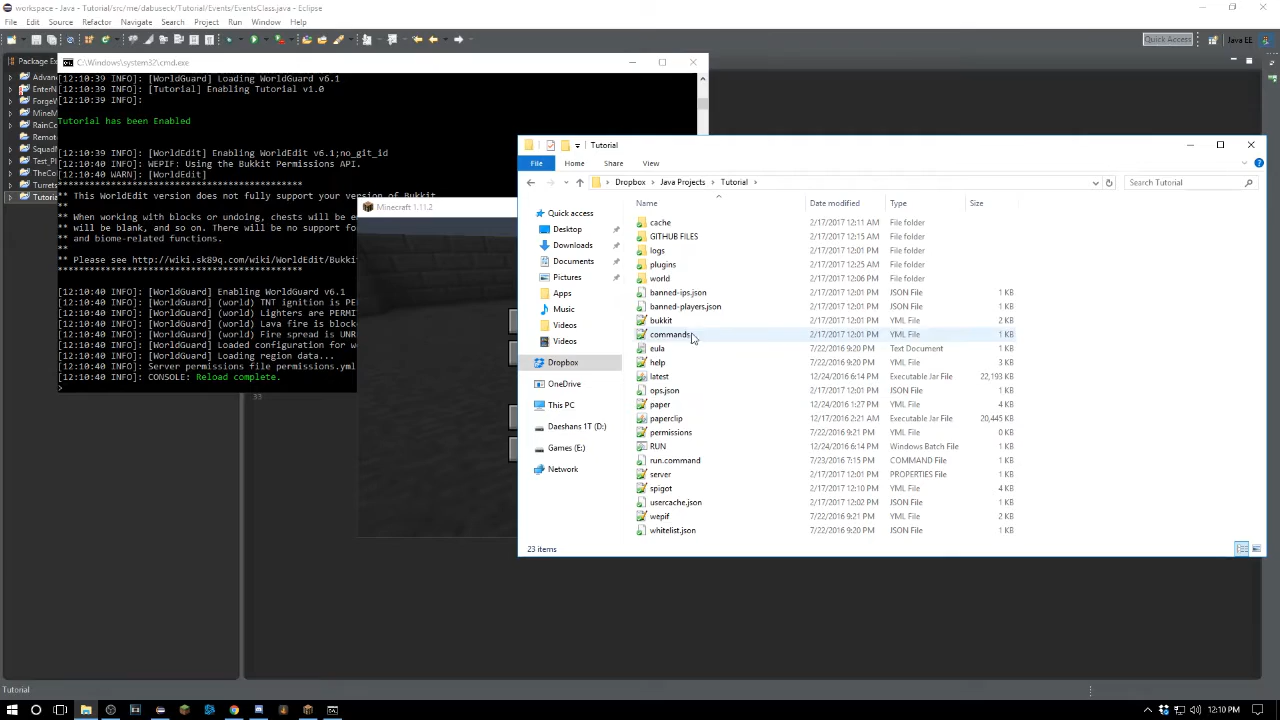 workspace - Java - Tutorial/src/me/dabuseck/Events/EventsClass.java - Eclipse
File Edit Source Refactor Navigate Search Project Run Window Help
Quick Access
Java EE
Package Ex
Advan
EnterN
ForgeW
MineM
RainCo
Remote
SquadM
Test_Pl
TheCo
Turrets
Tutoria
C:\Windows\system32\cmd.exe
[12:10:39 INFO]: [WorldGuard] Loading WorldGuard v6.1
[12:10:39 INFO]: [Tutorial] Enabling Tutorial v1.0
[12:10:39 INFO]:
Tutorial has been Enabled
[12:10:39 INFO]: [WorldEdit] Enabling WorldEdit v6.1;no_git_id
[12:10:40 INFO]: WEPIF: Using the Bukkit Permissions API.
[12:10:40 WARN]: [WorldEdit]
**********************************************
** This WorldEdit version does not fully support your version of Bukkit
**
** When working with blocks or undoing, chests will be e
** will be blank, and so on. There will be no support fo
** and biome-related functions.
**
** Please see http://wiki.sk89q.com/wiki/WorldEdit/Bukki
**********************************************
[12:10:40 INFO]: [WorldGuard] Enabling WorldGuard v6.1
[12:10:40 INFO]: [WorldGuard] (world) TNT ignition is PE
[12:10:40 INFO]: [WorldGuard] (world) Lighters are PERMI
[12:10:40 INFO]: [WorldGuard] (world) Lava fire is block
[12:10:40 INFO]: [WorldGuard] (world) Fire spread is UNR
[12:10:40 INFO]: [WorldGuard] Loaded configuration for w
[12:10:40 INFO]: [WorldGuard] Loading region data...
[12:10:40 INFO]: Server permissions file permissions.yml
[12:10:40 INFO]: CONSOLE: Reload complete.
>
33
Minecraft 1.11.2
Tutorial
File Home Share View
Dropbox > Java Projects > Tutorial >
Search Tutorial
Quick access
Desktop
Downloads
Documents
Pictures
Apps
Music
Videos
Videos
Dropbox
OneDrive
This PC
Daeshans 1T (D:)
Games (E:)
Network
Name Date modified Type Size
cache 2/17/2017 12:11 AM File folder
GITHUB FILES 2/17/2017 12:15 AM File folder
logs 2/17/2017 12:01 PM File folder
plugins 2/17/2017 12:25 AM File folder
world 2/17/2017 12:06 PM File folder
banned-ips.json 2/17/2017 12:01 PM JSON File 1 KB
banned-players.json 2/17/2017 12:01 PM JSON File 1 KB
bukkit 2/17/2017 12:01 PM YML File 2 KB
commands 2/17/2017 12:01 PM YML File 1 KB
eula 7/22/2016 9:20 PM Text Document 1 KB
help 7/22/2016 9:20 PM YML File 3 KB
latest 12/24/2016 6:14 PM Executable Jar File 22,193 KB
ops.json 2/17/2017 12:01 PM JSON File 1 KB
paper 12/24/2016 1:27 PM YML File 4 KB
paperclip 12/17/2016 2:21 AM Executable Jar File 20,445 KB
permissions 7/22/2016 9:21 PM YML File 0 KB
RUN 12/24/2016 6:14 PM Windows Batch File 1 KB
run.command 7/23/2016 7:15 PM COMMAND File 1 KB
server 2/17/2017 12:01 PM PROPERTIES File 1 KB
spigot 2/17/2017 12:10 PM YML File 4 KB
usercache.json 2/17/2017 12:02 PM JSON File 1 KB
wepif 7/22/2016 9:21 PM YML File 1 KB
whitelist.json 7/22/2016 9:20 PM JSON File 1 KB
23 items
Tutorial
12:10 PM